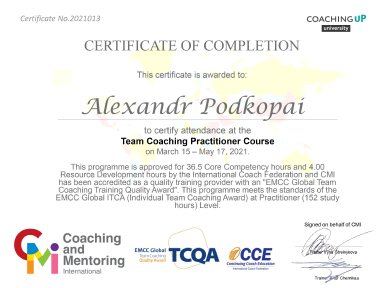 Certificate No.2021013
COACHING UP
university
CERTIFICATE OF COMPLETION
This certificate is awarded to:
Alexandr Podkopai
to certify attendance at the
Team Coaching Practitioner Course
on March 15 – May 17, 2021.
This programme is approved for 36.5 Core Competency hours and 4.00
Resource Development hours by the International Coach Federation and CMI
has been accredited as a quality training provider with an "EMCC Global Team
Coaching Training Quality Award". This programme meets the standards of the
EMCC Global ITCA (Individual Team Coaching Award) at Practitioner (152 study
hours) Level.
Signed on behalf of CMI
Coaching
and
Mentoring
International
EMCC Global
Team Coaching
Quality Award
TCQA
CCE
Continuing Coach Education
International Coach Federation
Trainer
Trainer